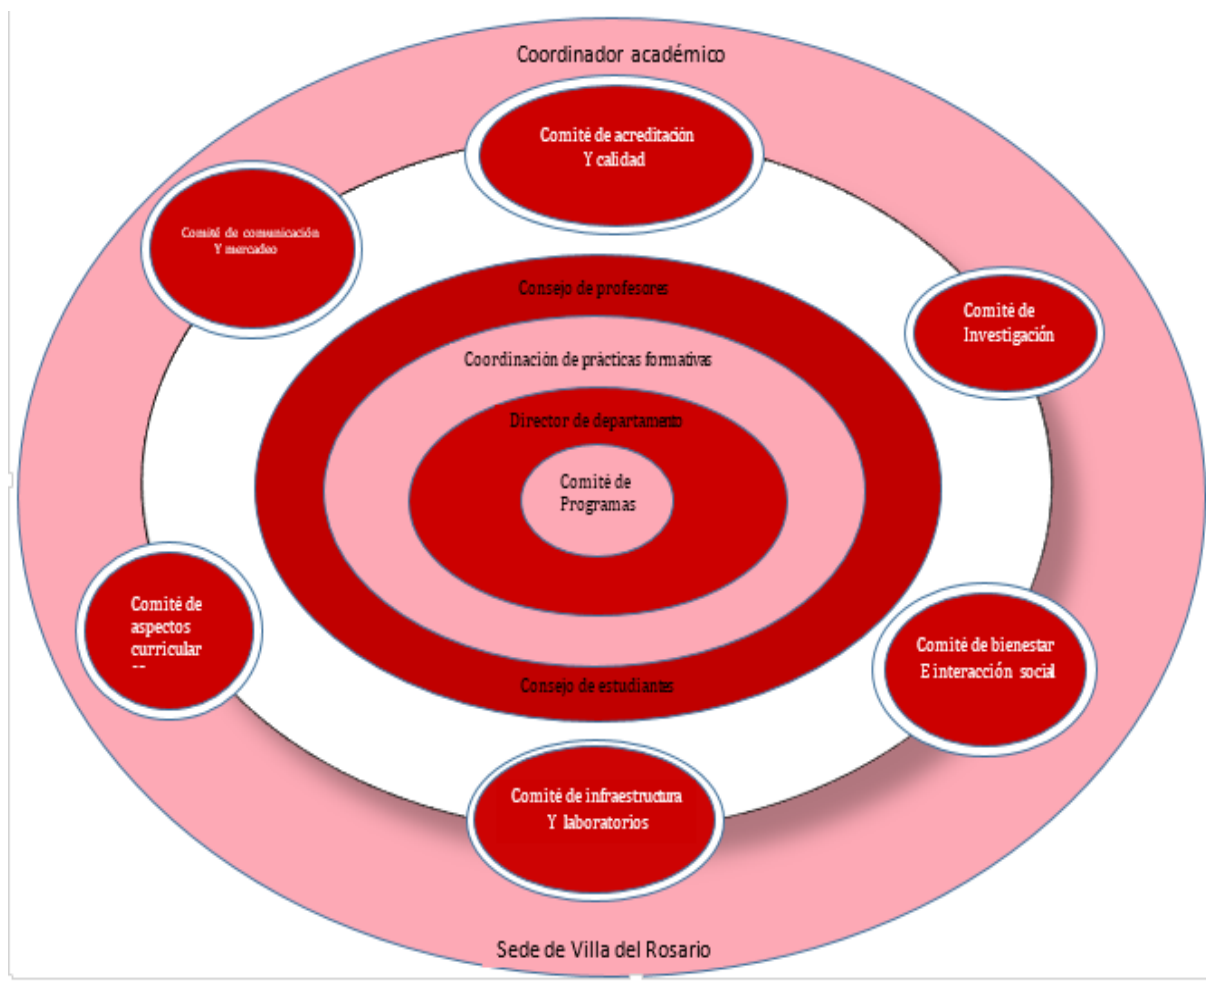 Coordinador académico
Comité de acreditación
Y calidad
Comité de comunicación
Y mercadeo
Comité de
Investigación
Consejo de profesores
Coordinación de prácticas formativas
Director de departamento
Comité de
Programas
Comité de
aspectos
curricular
Comité de bienestar
E interacción social
Consejo de estudiantes
Comité de infraestructura
Y laboratorios
Sede de Villa del Rosario